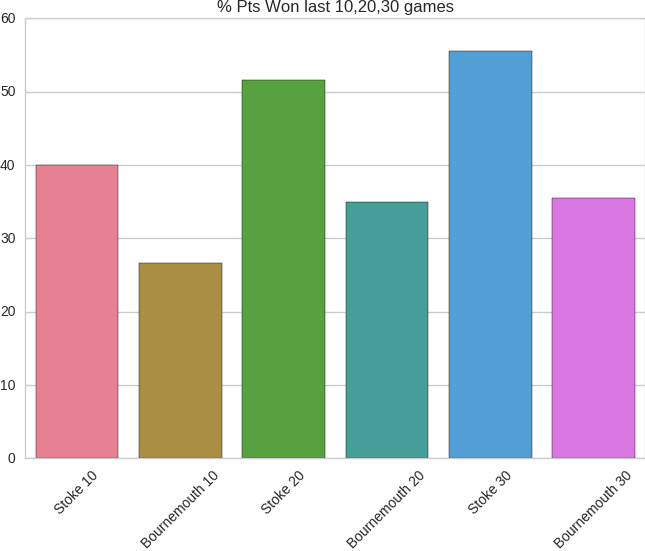 % Pts Won last 10,20,30 games
60
50
40
30
20
10
0
Stoke 10
Bournemouth 10
Stoke 20
Bournemouth 20
Stoke 30
Bournemouth 30